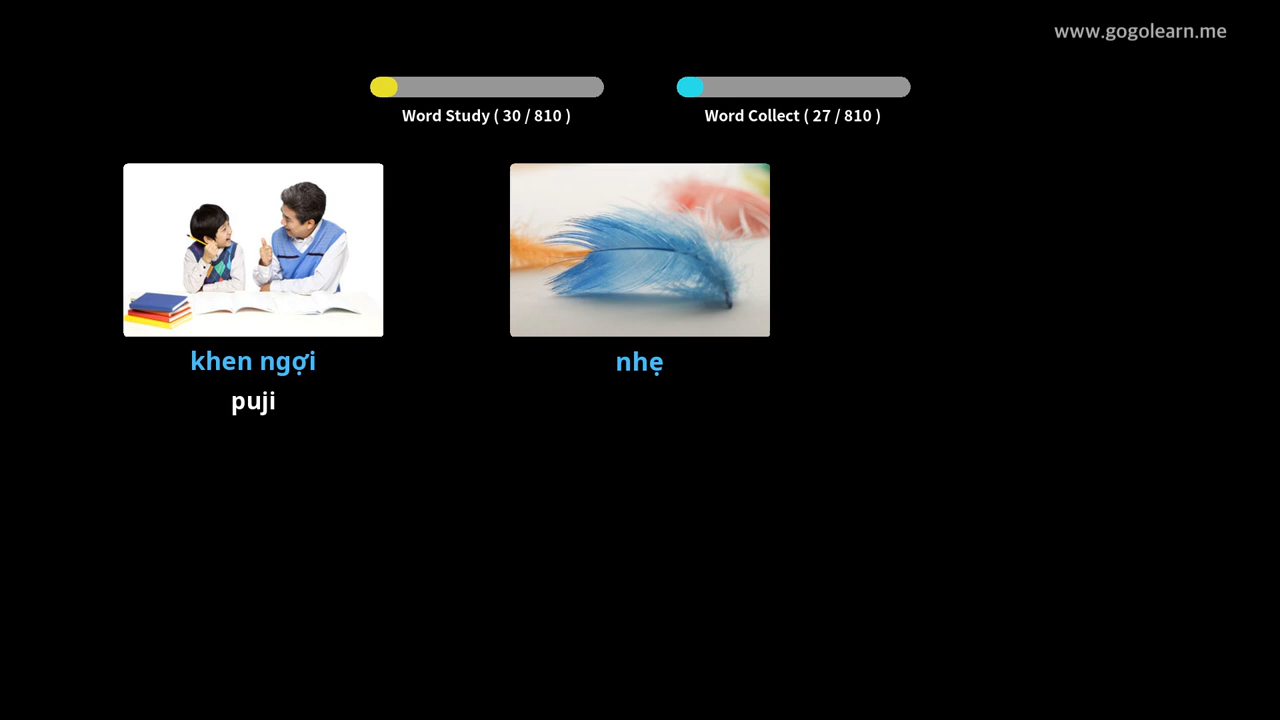 www.gogolearn.me
Word Study ( 30 / 810 )
Word Collect ( 27 / 810 )
khen ngợi
puji
nhẹ